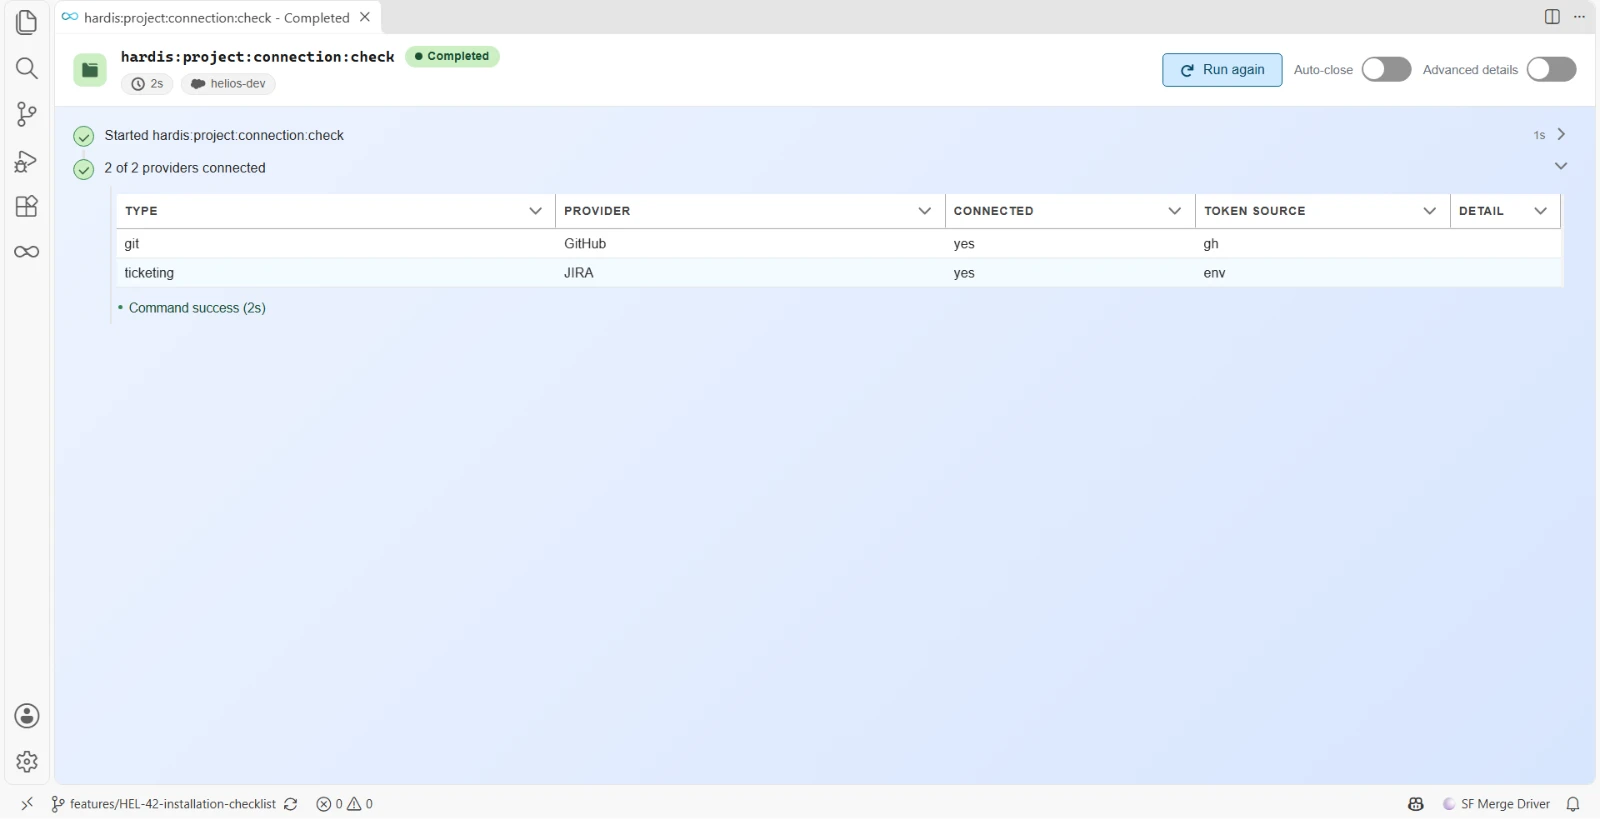 hardis:project:connection:check - Completed
hardis:project:connection:check
Completed
2s
helios-dev
Run again
Auto-close
Advanced details
Started hardis:project:connection:check
1s
2 of 2 providers connected
TYPE PROVIDER CONNECTED TOKEN SOURCE DETAIL
git GitHub yes gh
ticketing JIRA yes env
• Command success (2s)
features/HEL-42-installation-checklist 0 0 SF Merge Driver